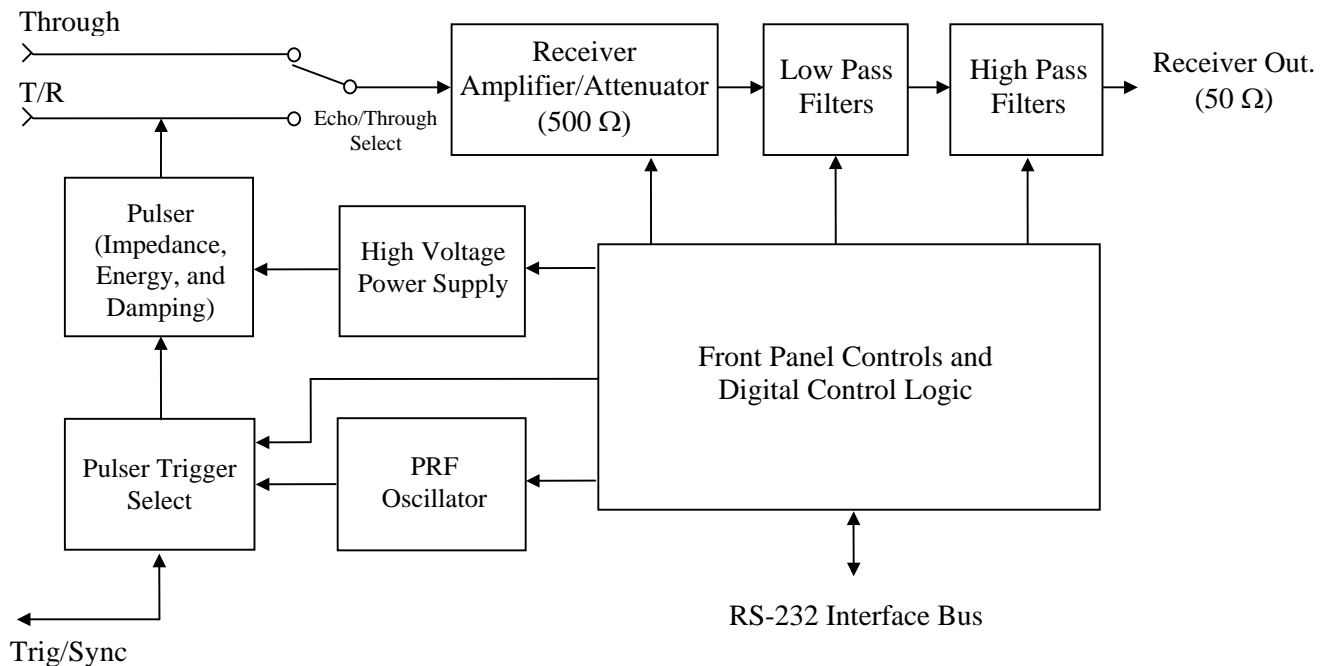 Through
T/R
Echo/Through
Select
Receiver
Amplifier/Attenuator
(500 Ω)
Low Pass
Filters
High Pass
Filters
Receiver Out.
(50 Ω)
Pulser
(Impedance,
Energy, and
Damping)
High Voltage
Power Supply
Front Panel Controls and
Digital Control Logic
Pulser Trigger
Select
PRF
Oscillator
RS-232 Interface Bus
Trig/Sync